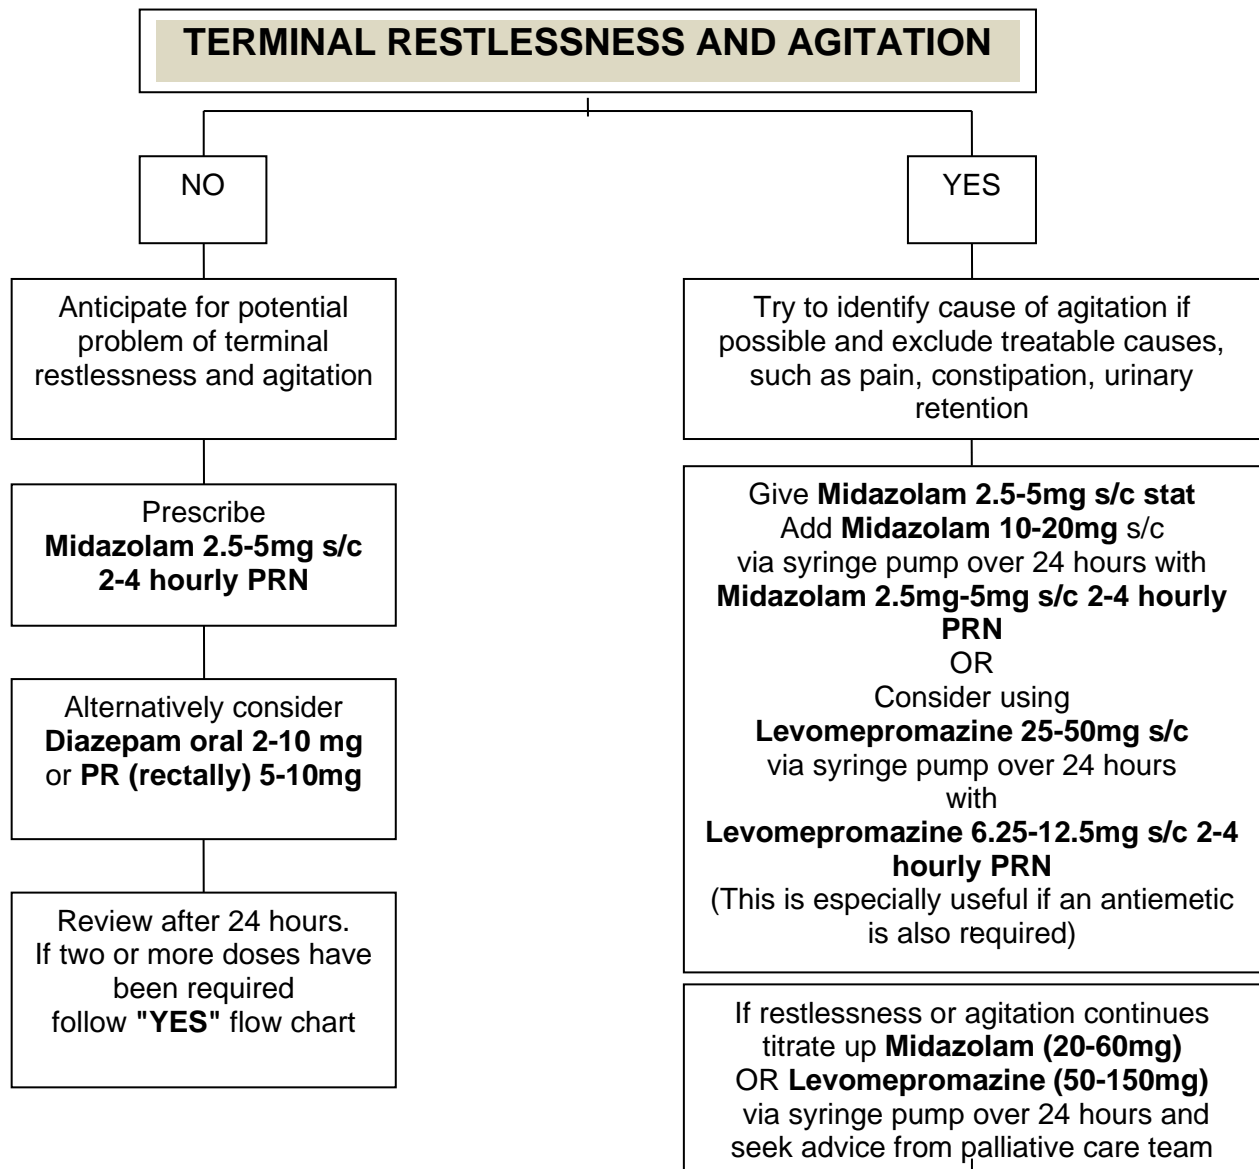 TERMINAL RESTLESSNESS AND AGITATION
NO
Anticipate for potential
problem of terminal
restlessness and agitation
Prescribe
Midazolam 2.5-5mg s/c
2-4 hourly PRN
Alternatively consider
Diazepam oral 2-10 mg
or PR (rectally) 5-10mg
Review after 24 hours.
If two or more doses have
been required
follow "YES" flow chart
YES
Try to identify cause of agitation if
possible and exclude treatable causes,
such as pain, constipation, urinary
retention
Give Midazolam 2.5-5mg s/c stat
Add Midazolam 10-20mg s/c
via syringe pump over 24 hours with
Midazolam 2.5mg-5mg s/c 2-4 hourly
PRN
OR
Consider using
Levomepromazine 25-50mg s/c
via syringe pump over 24 hours
with
Levomepromazine 6.25-12.5mg s/c 2-4
hourly PRN
(This is especially useful if an antiemetic
is also required)
If restlessness or agitation continues
titrate up Midazolam (20-60mg)
OR Levomepromazine (50-150mg)
via syringe pump over 24 hours and
seek advice from palliative care team